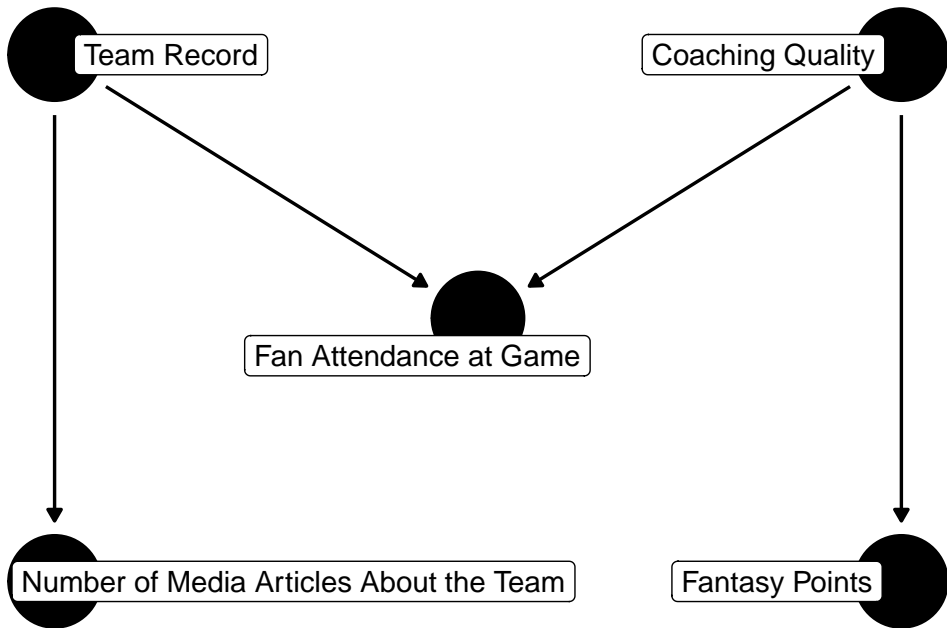 Team Record
Coaching Quality
Fan Attendance at Game
Number of Media Articles About the Team
Fantasy Points